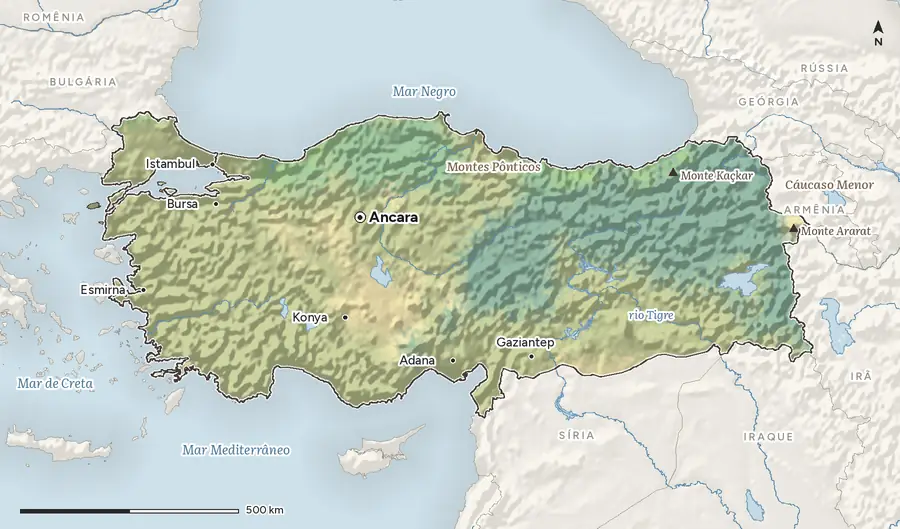 ROMÊNIA
N
RÚSSIA
BULGÁRIA
Mar Negro
GEÓRGIA
Istambul
Montes Pônticos
Monte Kaçkar
Cáucaso Menor
Bursa
ARMÊNIA
Ancara
Monte Ararat
Esmirna
Konya
rio Tigre
Gaziantep
Adana
IRÃ
Mar de Creta
SÍRIA
IRAQUE
Mar Mediterrâneo
500 km